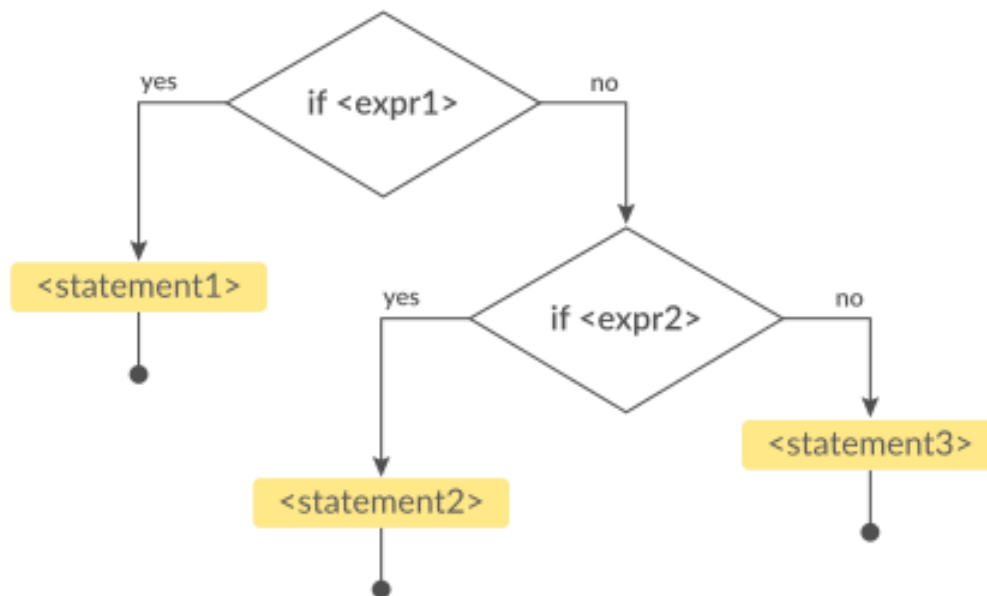 yes
if <expr1>
no
<statement1>
yes
if <expr2>
no
<statement2>
<statement3>